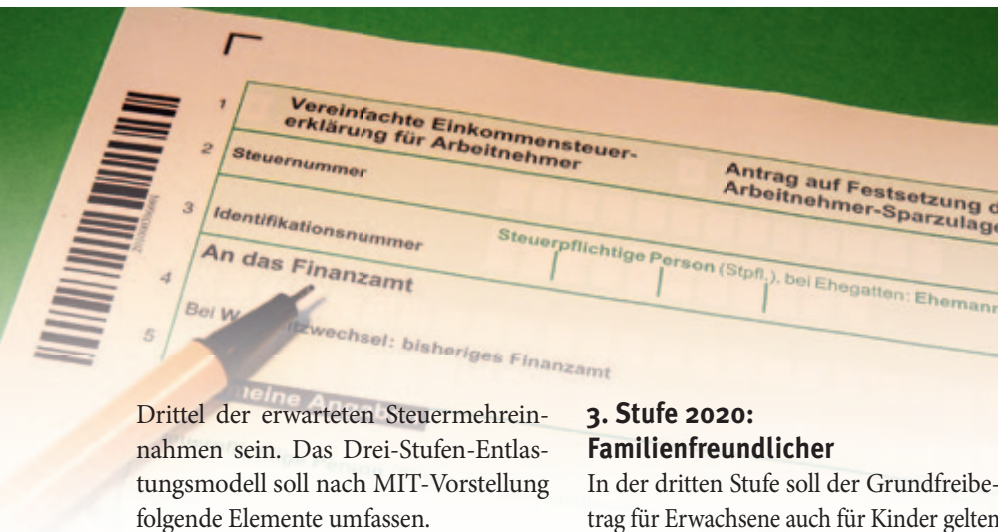 1 Vereinfachte Einkommensteuer-
erklärung für Arbeitnehmer
Antrag auf Festsetzung d
Arbeitnehmer-Sparzulage
2 Steuernummer
3 Identifikationsnummer
Steuerpflichtige Person (Stpfl.), bei Ehegatten: Ehemann
4 An das Finanzamt
5 Bei W itzwechsel: bisheriges Finanzamt
eine Angab
Drittel der erwarteten Steuermehrein-
nahmen sein. Das Drei-Stufen-Entlas-
tungsmodell soll nach MIT-Vorstellung
folgende Elemente umfassen.
3. Stufe 2020:
Familienfreundlicher
In der dritten Stufe soll der Grundfreibe-
trag für Erwachsene auch für Kinder gelten